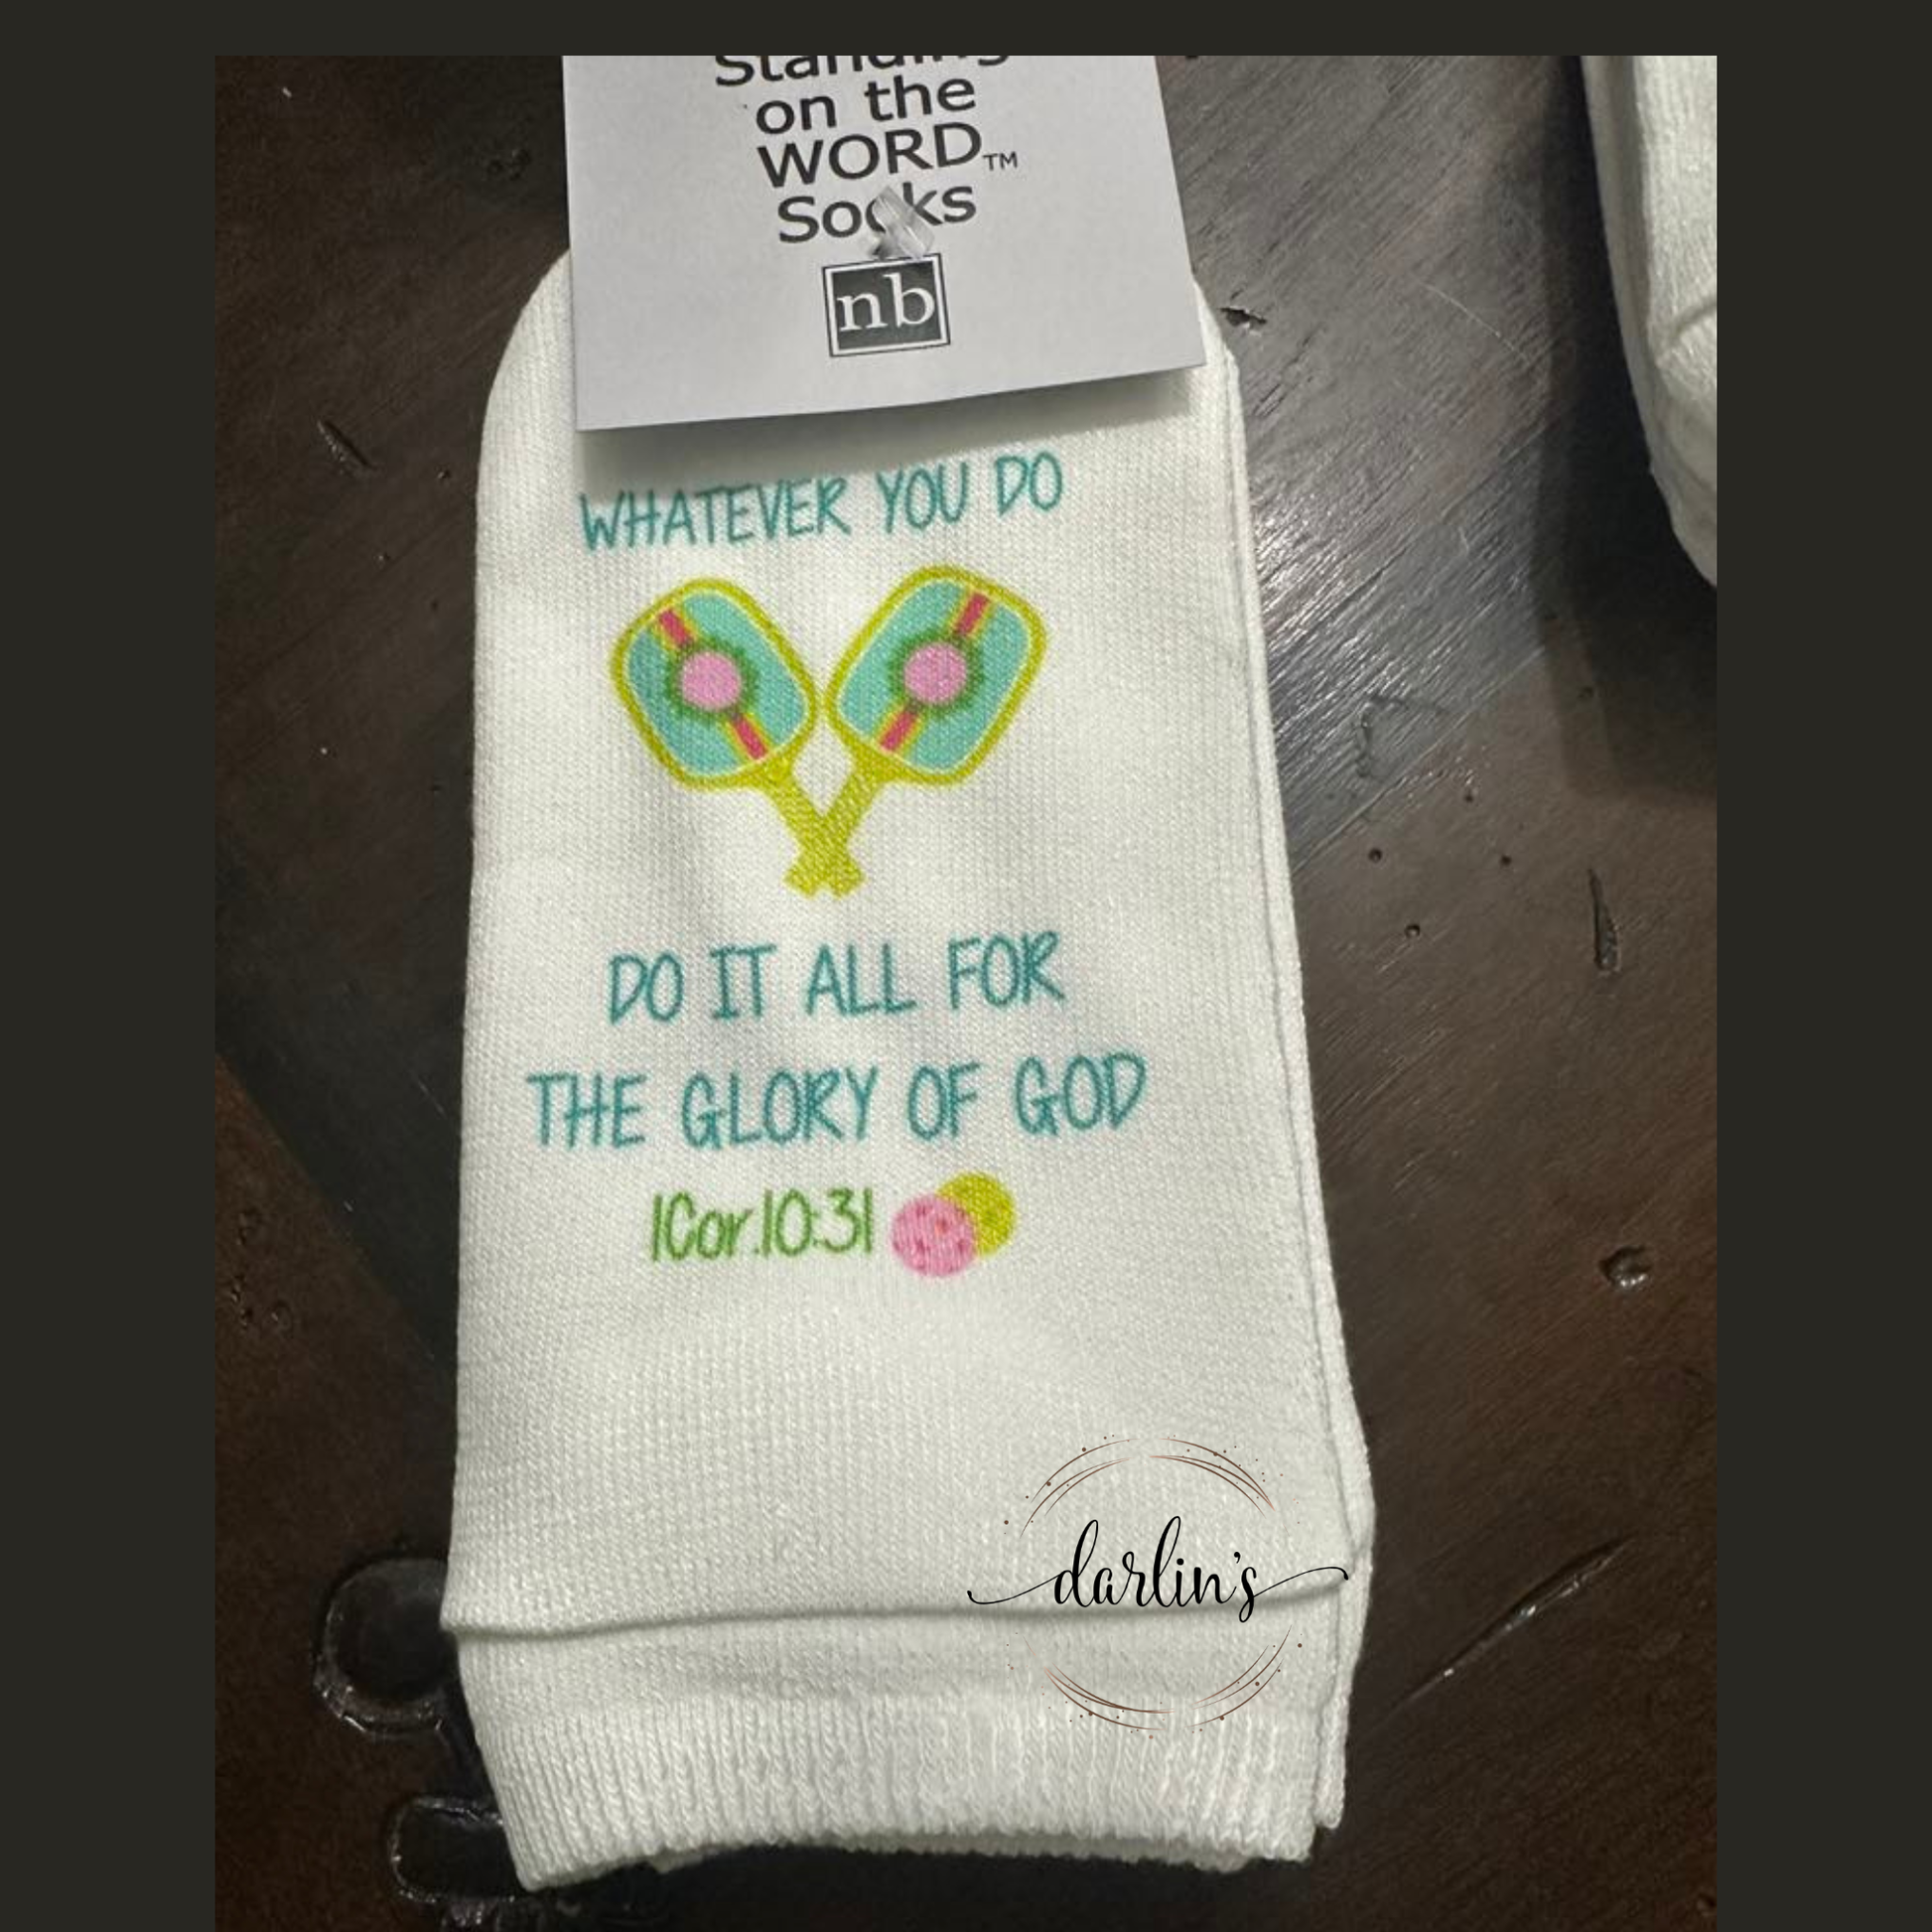 Standing
on the
WORD™
Socks
nb
WHATEVER YOU DO
DO IT ALL FOR
THE GLORY OF GOD
1Cor.10:31
darlin's